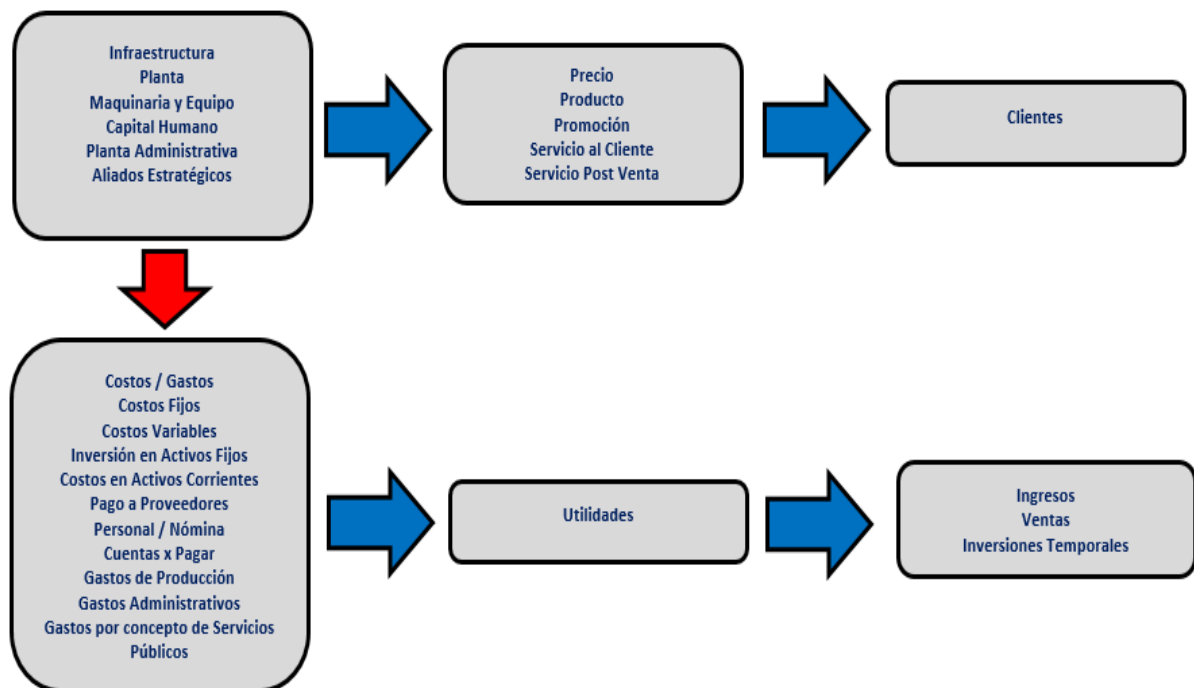 Infraestructura
Planta
Maquinaria y Equipo
Capital Humano
Planta Administrativa
Aliados Estratégicos
Precio
Producto
Promoción
Servicio al Cliente
Servicio Post Venta
Clientes
Costos / Gastos
Costos Fijos
Costos Variables
Inversión en Activos Fijos
Costos en Activos Corrientes
Pago a Proveedores
Personal / Nómina
Cuentas x Pagar
Gastos de Producción
Gastos Administrativos
Gastos por concepto de Servicios
Públicos
Utilidades
Ingresos
Ventas
Inversiones Temporales